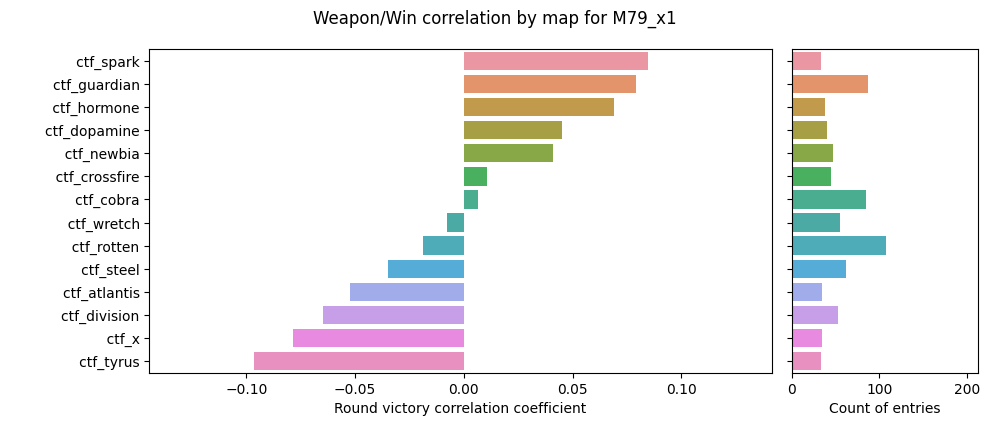 Weapon/Win correlation by map for M79_x1
ctf_spark
ctf_guardian
ctf_hormone
ctf_dopamine
ctf_newbia
ctf_crossfire
ctf_cobra
ctf_wretch
ctf_rotten
ctf_steel
ctf_atlantis
ctf_division
ctf_x
ctf_tyrus
−0.10 −0.05 0.00 0.05 0.10
Round victory correlation coefficient
0 100 200
Count of entries